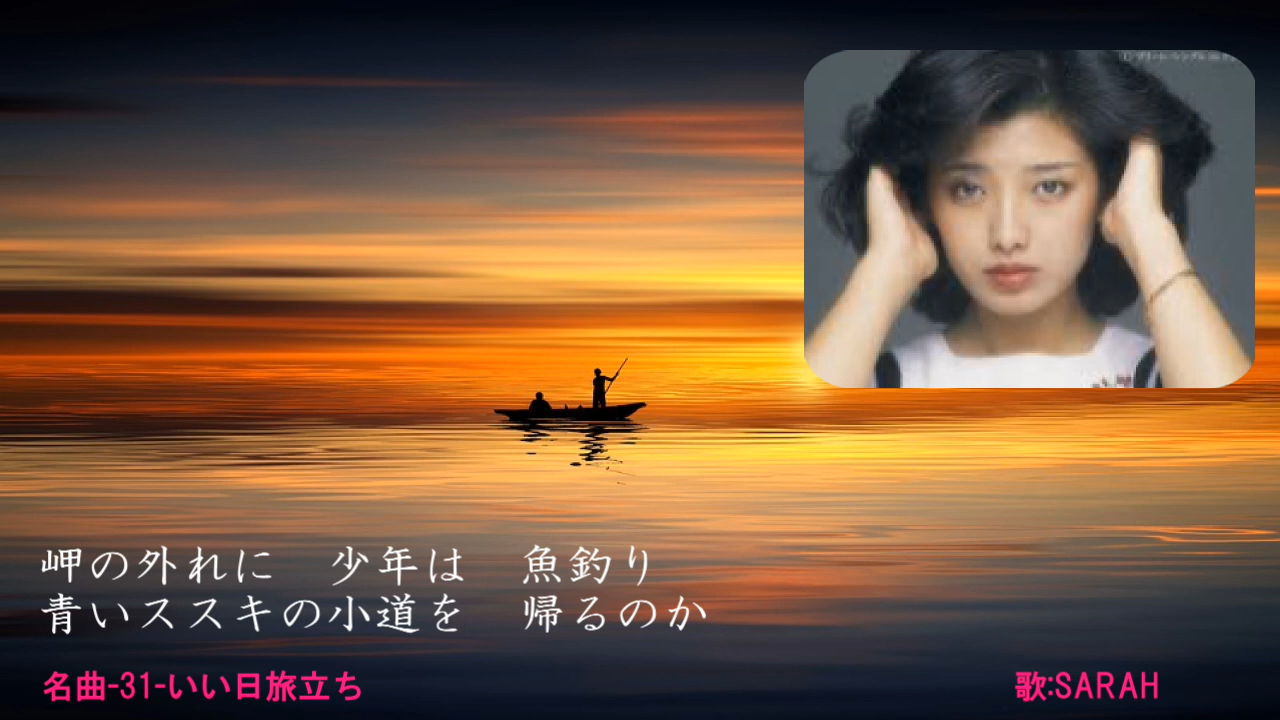 岬の外れに　少年は　魚釣り
青いススキの小道を　帰るのか
名曲-31-いい日旅立ち
歌:SARAH